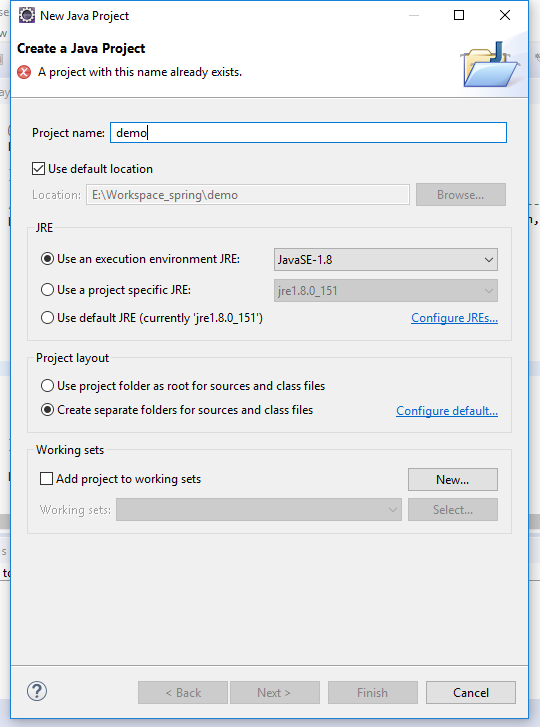 New Java Project
Create a Java Project
A project with this name already exists.
Project name: demo
Use default location
Location: E:\Workspace_spring\demo Browse...
JRE
Use an execution environment JRE: JavaSE-1.8
Use a project specific JRE: jre1.8.0_151
Use default JRE (currently 'jre1.8.0_151') Configure JREs...
Project layout
Use project folder as root for sources and class files
Create separate folders for sources and class files Configure default...
Working sets
Add project to working sets New...
Working sets: Select...
? < Back Next > Finish Cancel